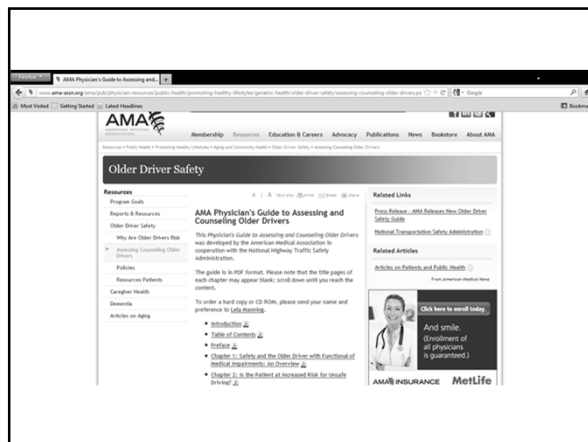 Firefox
AMA Physician's Guide to Assessing and...
www.ama-assn.org/ama/pub/physician-resources/public-health/promoting-healthy-lifestyles/geriatric-health/older-driver-safety/assessing-counseling-older-drivers.pa
Google
Most Visited
Getting Started
Latest Headlines
Bookma
AMA
AMERICAN MEDICAL
ASSOCIATION
Membership Resources Education & Careers Advocacy Publications News Bookstore About AMA
Resources > Public Health > Promoting Healthy Lifestyles > Aging and Community Health > Older Driver Safety > Assessing Counseling Older Drivers
Older Driver Safety
Resources
Program Goals
Reports & Resources
Older Driver Safety
Why Are Older Drivers Risk
Assessing Counseling Older
Drivers
Policies
Resources Patients
Caregiver Health
Dementia
Articles on Aging
A | A Text size Print Email Share
AMA Physician's Guide to Assessing and
Counseling Older Drivers
This Physician's Guide to Assessing and Counseling Older Drivers
was developed by the American Medical Association in
cooperation with the National Highway Traffic Safety
Administration.
The guide is in PDF format. Please note that the title pages of
each chapter may appear blank; scroll down until you reach the
content.
To order a hard copy or CD ROM, please send your name and
preference to Lela Manning.
Introduction
Table of Contents
Preface
Chapter 1: Safety and the Older Driver with Functional of
Medical Impairments: An Overview
Chapter 2: Is the Patient at Increased Risk for Unsafe
Driving?
Related Links
Press Release - AMA Releases New Older Driver
Safety Guide
National Transportation Safety Administration
Related Articles
Articles on Patients and Public Health
From American Medical News
Click here to enroll today.
And smile.
(Enrollment of
all physicians
is guaranteed.)
AMA INSURANCE
MetLife